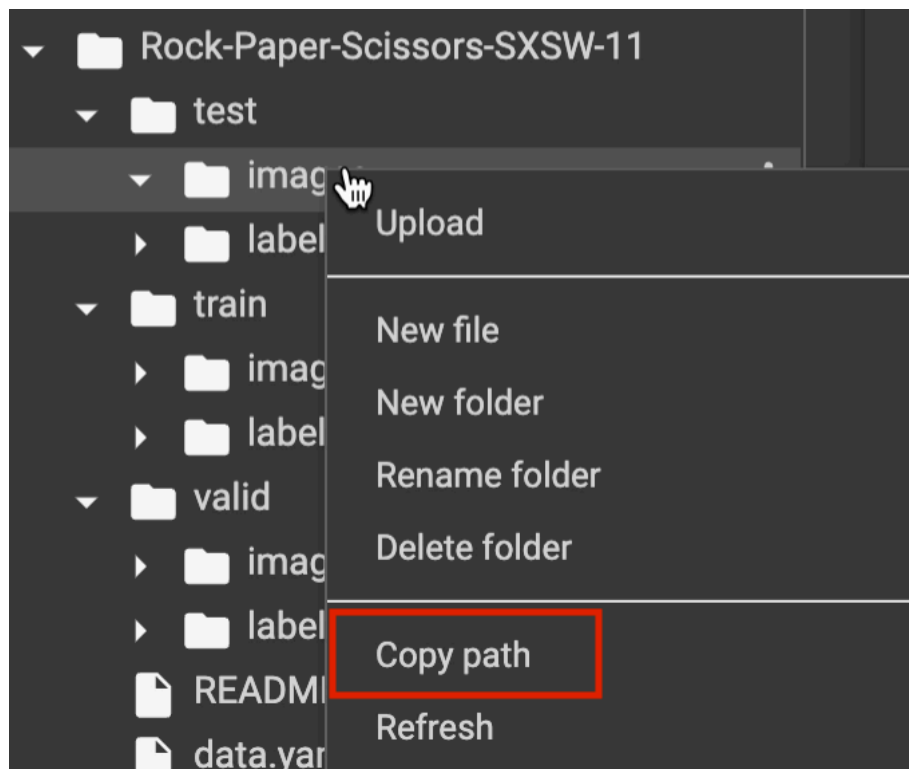 Rock-Paper-Scissors-SXSW-11
test
imag
label
train
imag
label
valid
imag
label
READM
data.yar
Upload
New file
New folder
Rename folder
Delete folder
Copy path
Refresh